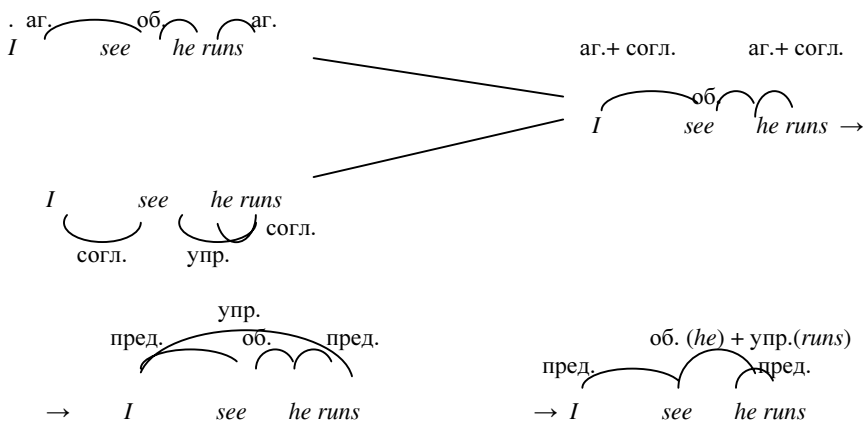 . аг. об. аг.
I see he runs
аг.+ согл. аг.+ согл.
об.
I see he runs →
I see he runs
согл.
согл. упр.
упр.
пред. об. пред.
→ I see he runs
об. (he) + упр.(runs)
пред. пред.
→ I see he runs